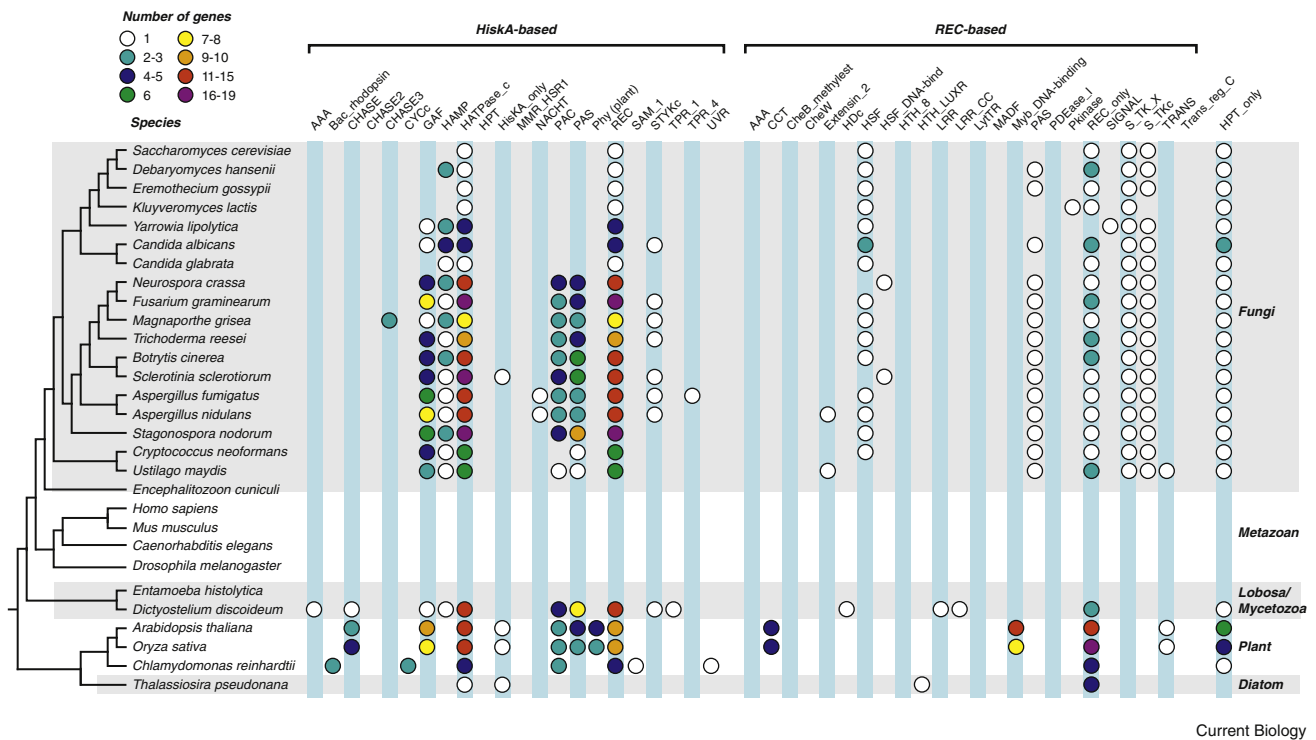 Number of genes
1
2-3
4-5
6
7-8
9-10
11-15
16-19
HiskA-based
REC-based
Species
AAA
Bac_rhodopsin
CHASE
CHASE2
CHASE3
CYCc
GAF
HAMP
HATPase_c
HPT
HisKA_only
MMR_HSR1
NACHT
PAC
PAS
Phy (plant)
REC
SAM_1
STYKc
TPR_1
TPR_4
UVR
AAA
CCT
CheB_methylest
CheW
Extensin_2
HDc
HSF
HSF_DNA-bind
HTH_8
HTH_LUXR
LRR
LRR_CC
LytTR
MADF
Myb_DNA-binding
PAS
PDEase_I
Pkinase
REC_only
SIGNAL
S_TK_X
S_TKc
TRANS
Trans_reg_C
HPT_only
Saccharomyces cerevisiae
Debaryomyces hansenii
Eremothecium gossypii
Kluyveromyces lactis
Yarrowia lipolytica
Candida albicans
Candida glabrata
Neurospora crassa
Fusarium graminearum
Magnaporthe grisea
Trichoderma reesei
Botrytis cinerea
Sclerotinia sclerotiorum
Aspergillus fumigatus
Aspergillus nidulans
Stagonospora nodorum
Cryptococcus neoformans
Ustilago maydis
Encephalitozoon cuniculi
Fungi
Homo sapiens
Mus musculus
Caenorhabditis elegans
Drosophila melanogaster
Metazoan
Entamoeba histolytica
Dictyostelium discoideum
Lobosa/
Mycetozoa
Arabidopsis thaliana
Oryza sativa
Chlamydomonas reinhardtii
Plant
Thalassiosira pseudonana
Diatom
Current Biology